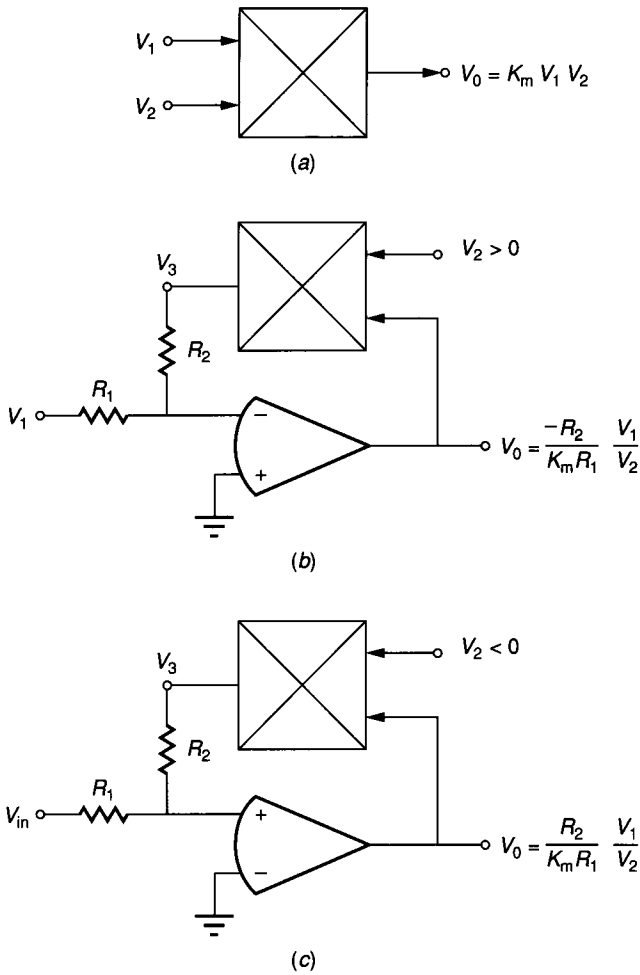 V1
V2
V0 = Km V1 V2
(a)
V3
V2 > 0
R2
R1
V1
−
+
V0 = −R2/KmR1 V1/V2
(b)
V3
V2 < 0
R2
R1
Vin
+
−
V0 = R2/KmR1 V1/V2
(c)